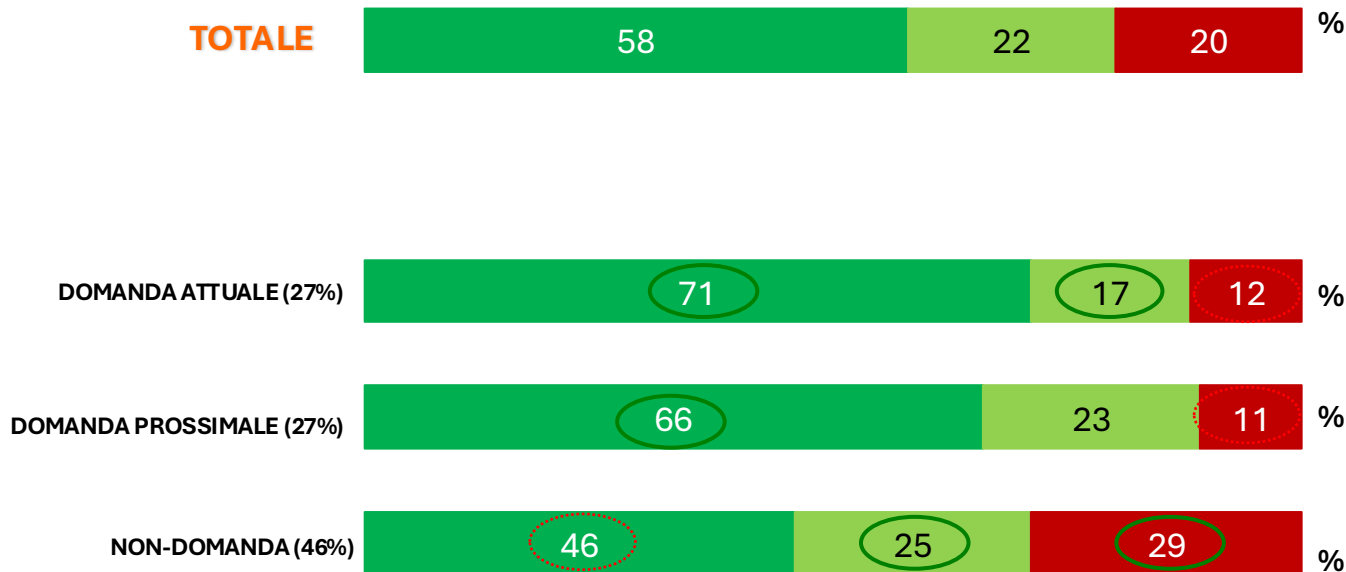 TOTALE 58 22 20 %
DOMANDA ATTUALE (27%) 71 17 12 %
DOMANDA PROSSIMALE (27%) 66 23 11 %
NON-DOMANDA (46%) 46 25 29 %